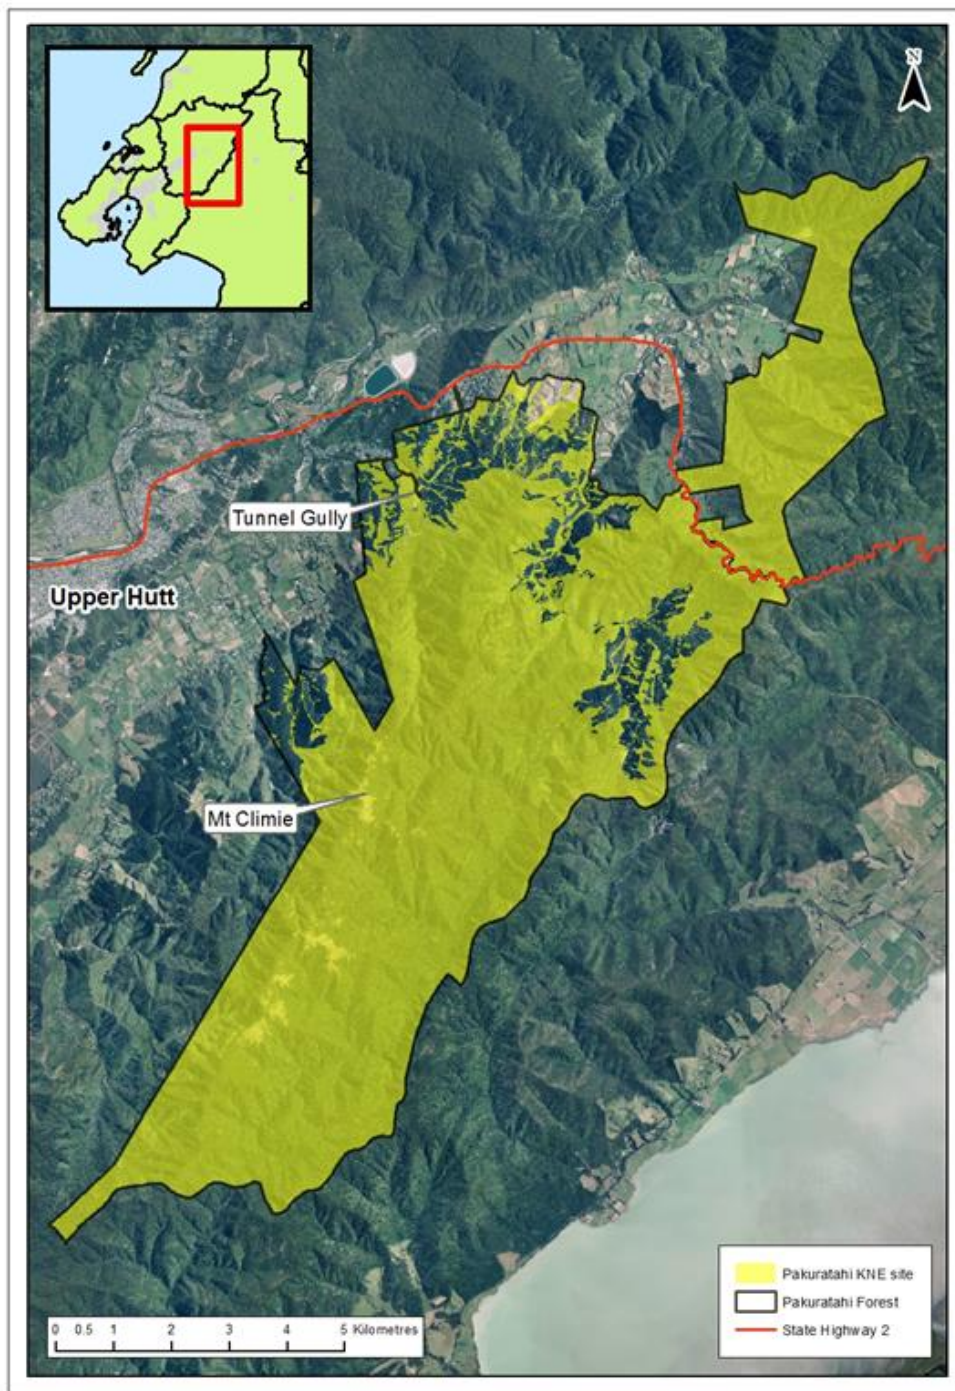 N
Tunnel Gully
Upper Hutt
Mt Climie
Pakuratahi KNE site
Pakuratahi Forest
State Highway 2
0 0.5 1 2 3 4 5 Kilometres